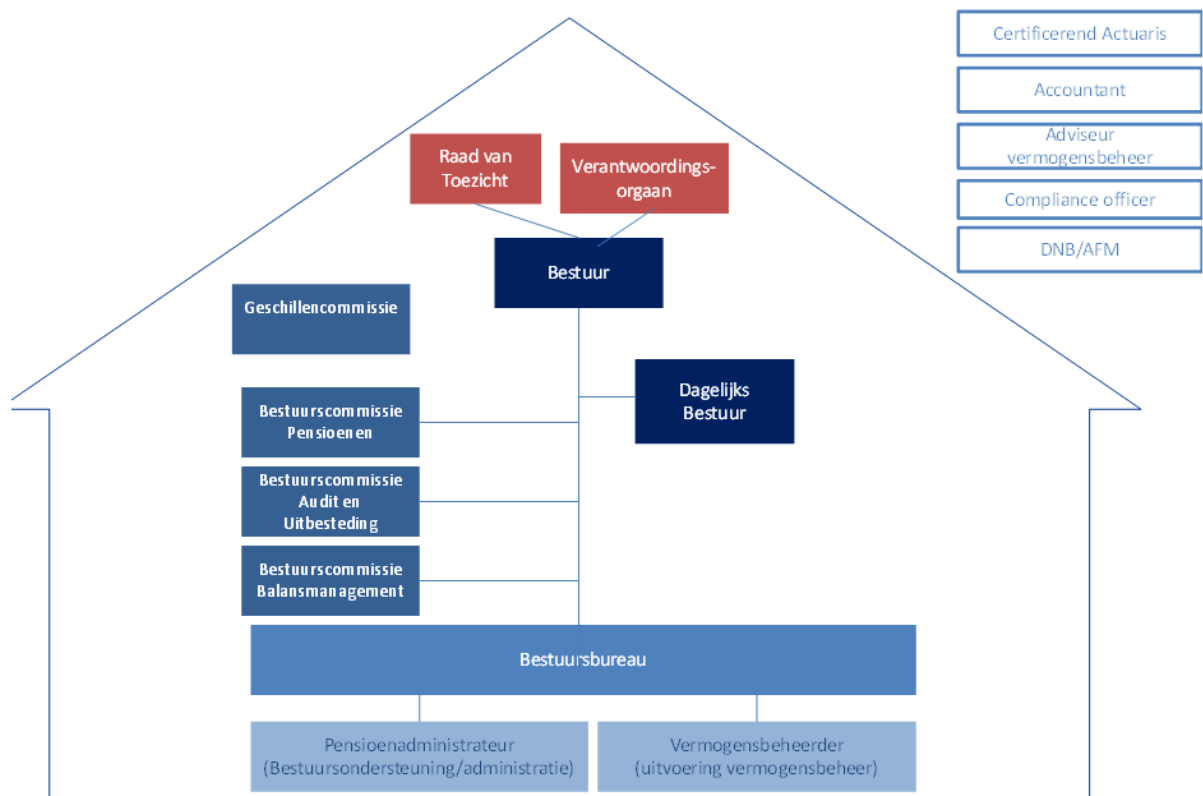 Certificerend Actuaris
Accountant
Adviseur
vermogensbeheer
Compliance officer
DNB/AFM
Raad van
Toezicht
Verantwoordings-
orgaan
Bestuur
Geschillencommissie
Dagelijks
Bestuur
Bestuurscommissie
Pensioenen
Bestuurscommissie
Audit en
Uitbesteding
Bestuurscommissie
Balansmanagement
Bestuursbureau
Pensioenadministrateur
(Bestuursondersteuning/administratie)
Vermogensbeheerder
(uitvoering vermogensbeheer)